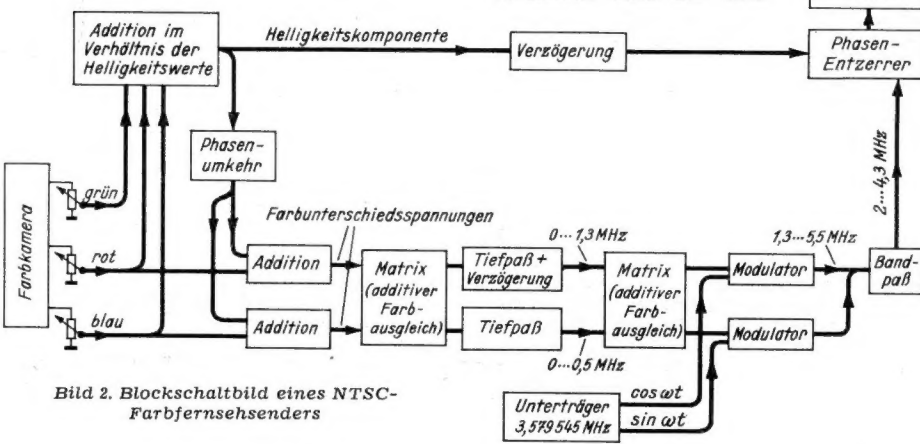 Addition im
Verhältnis der
Helligkeitswerte
Helligkeitskomponente
Verzögerung
Phasen-
Entzerrer
Phasen-
umkehr
2...4,3 MHz
Farbkamera
grün
rot
blau
Farbunterschiedsspannungen
Addition
Addition
Matrix
(additiver
Farb-
ausgleich)
0...1,3 MHz
Tiefpaß+
Verzögerung
Tiefpaß
0...0,5 MHz
Matrix
(additiver
Farb-
ausgleich)
1,3...5,5 MHz
Modulator
Modulator
Band-
paß
cos ωt
sin ωt
Unterträger
3,579545 MHz
Bild 2. Blockschaltbild eines NTSC-
Farbfernsehsenders